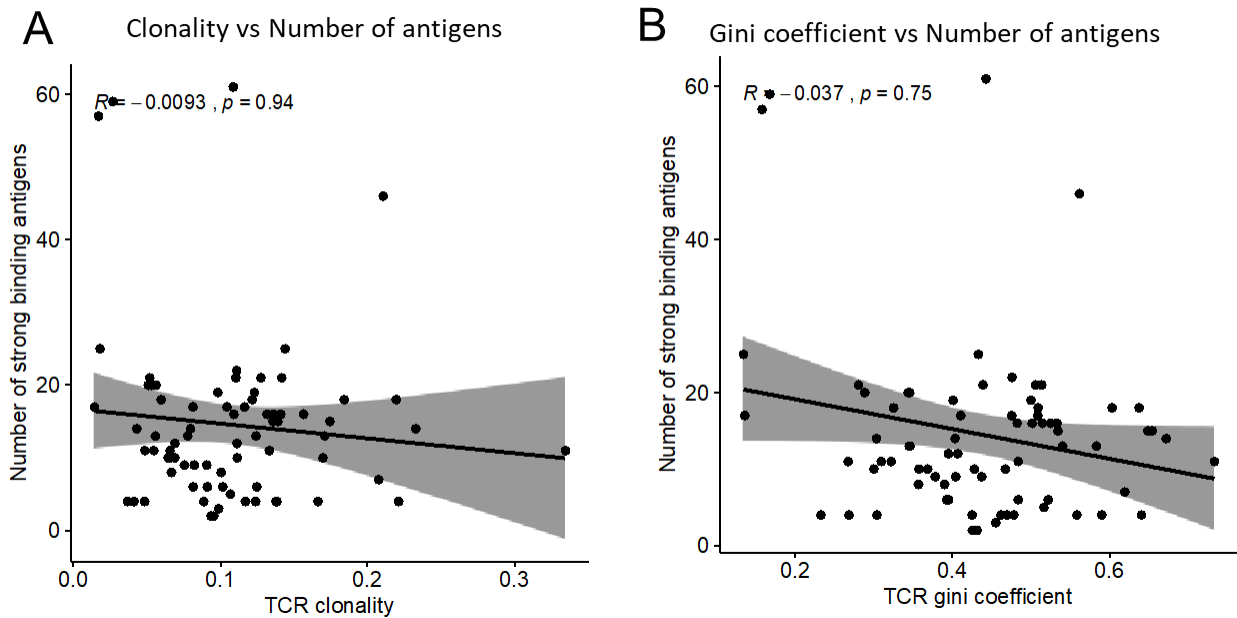 A
Clonality vs Number of antigens
R = − 0.0093 , p = 0.94
60
40
20
0
Number of strong binding antigens
0.0
0.1
0.2
0.3
TCR clonality
B
Gini coefficient vs Number of antigens
R = − 0.037 , p = 0.75
60
40
20
0
Number of strong binding antigens
0.2
0.4
0.6
TCR gini coefficient